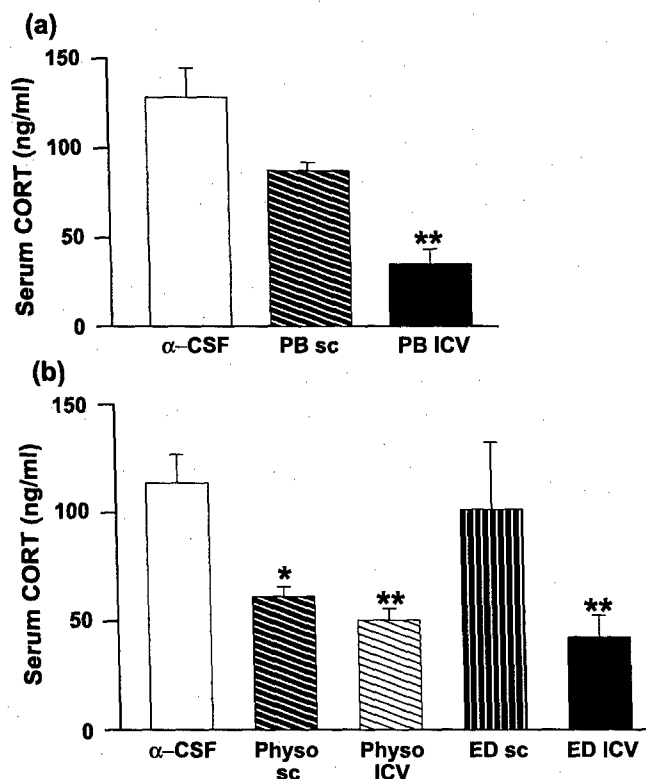 (a)
Serum CORT (ng/ml)
150
100
50
0
**
α–CSF PB sc PB ICV
(b)
Serum CORT (ng/ml)
150
100
50
0
*
**
**
α–CSF Physo Physo ED sc ED ICV
sc ICV